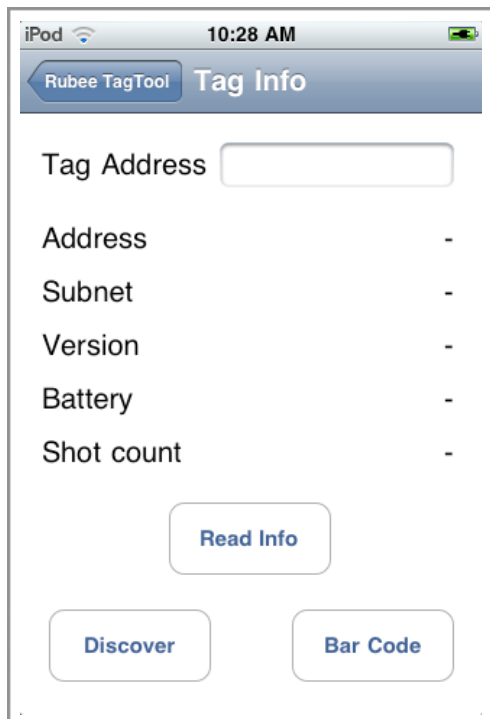 iPod 10:28 AM
Rubee TagTool Tag Info
Tag Address
Address -
Subnet -
Version -
Battery -
Shot count -
Read Info
Discover Bar Code